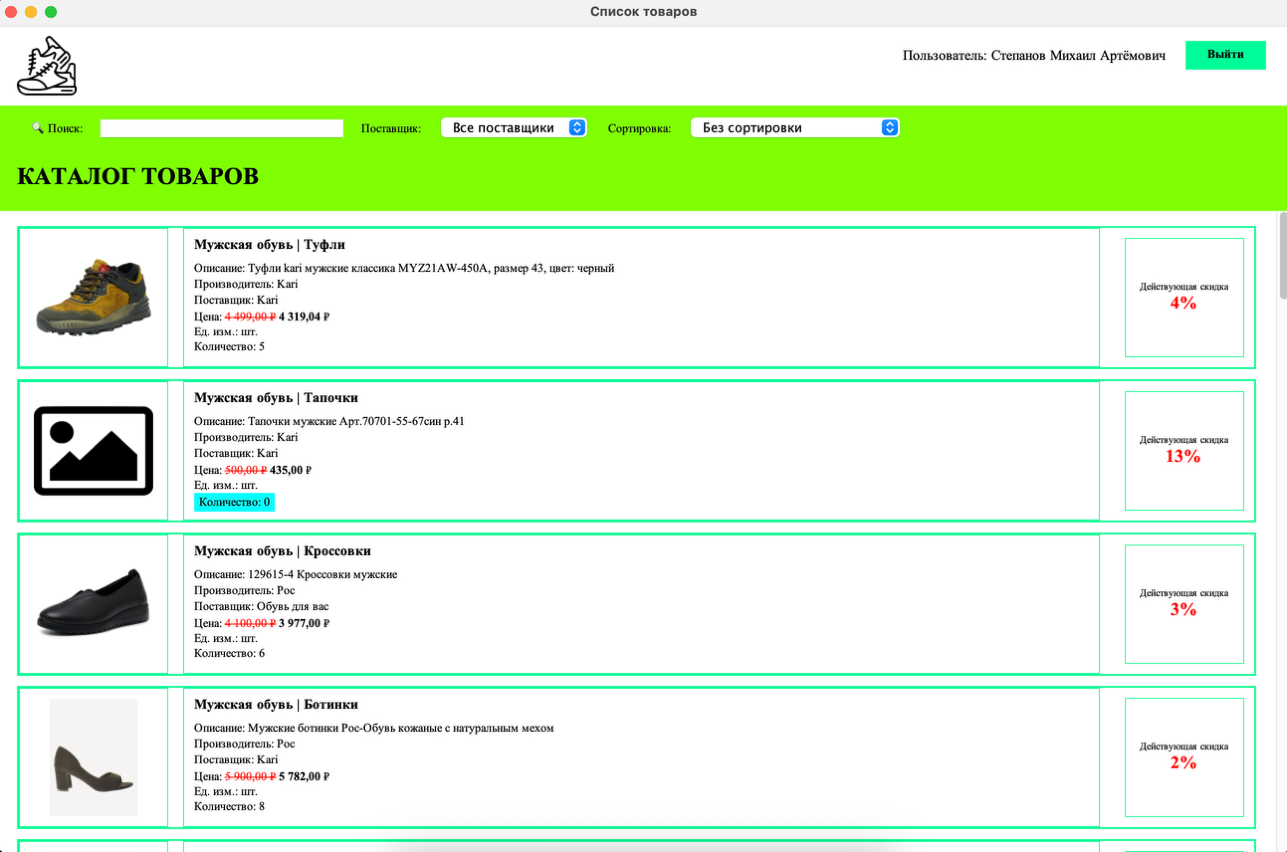 Список товаров
Пользователь: Степанов Михаил Артёмович
Выйти
Поиск:
Поставщик:
Все поставщики
Сортировка:
Без сортировки
КАТАЛОГ ТОВАРОВ
Мужская обувь | Туфли
Описание: Туфли kari мужские классика MYZ21AW-450A, размер 43, цвет: черный
Производитель: Kari
Поставщик: Kari
Цена: 4 499,00 ₽ 4 319,04 ₽
Ед. изм.: шт.
Количество: 5
Действующая скидка
4%
Мужская обувь | Тапочки
Описание: Тапочки мужские Арт.70701-55-67син р.41
Производитель: Kari
Поставщик: Kari
Цена: 500,00 ₽ 435,00 ₽
Ед. изм.: шт.
Количество: 0
Действующая скидка
13%
Мужская обувь | Кроссовки
Описание: 129615-4 Кроссовки мужские
Производитель: Рос
Поставщик: Обувь для вас
Цена: 4 100,00 ₽ 3 977,00 ₽
Ед. изм.: шт.
Количество: 6
Действующая скидка
3%
Мужская обувь | Ботинки
Описание: Мужские ботинки Рос-Обувь кожаные с натуральным мехом
Производитель: Рос
Поставщик: Kari
Цена: 5 900,00 ₽ 5 782,00 ₽
Ед. изм.: шт.
Количество: 8
Действующая скидка
2%